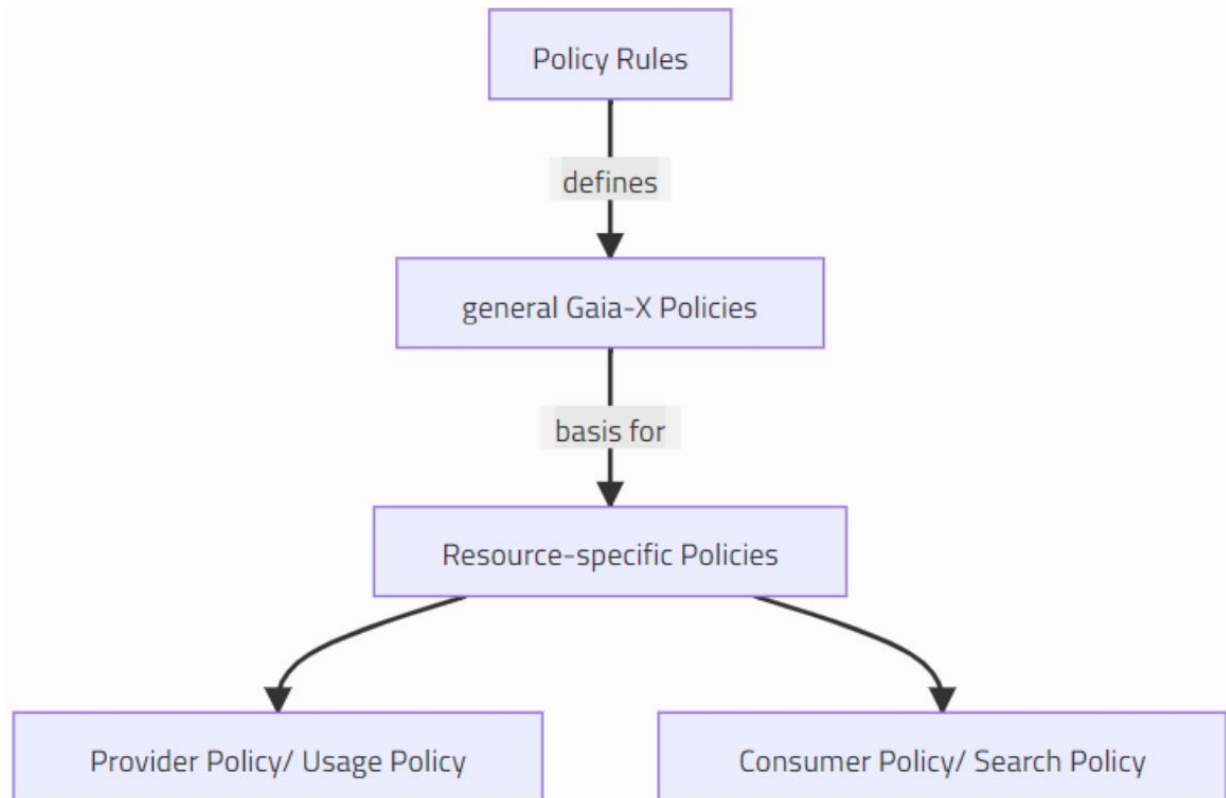 Policy Rules
defines
general Gaia-X Policies
basis for
Resource-specific Policies
Provider Policy/ Usage Policy
Consumer Policy/ Search Policy